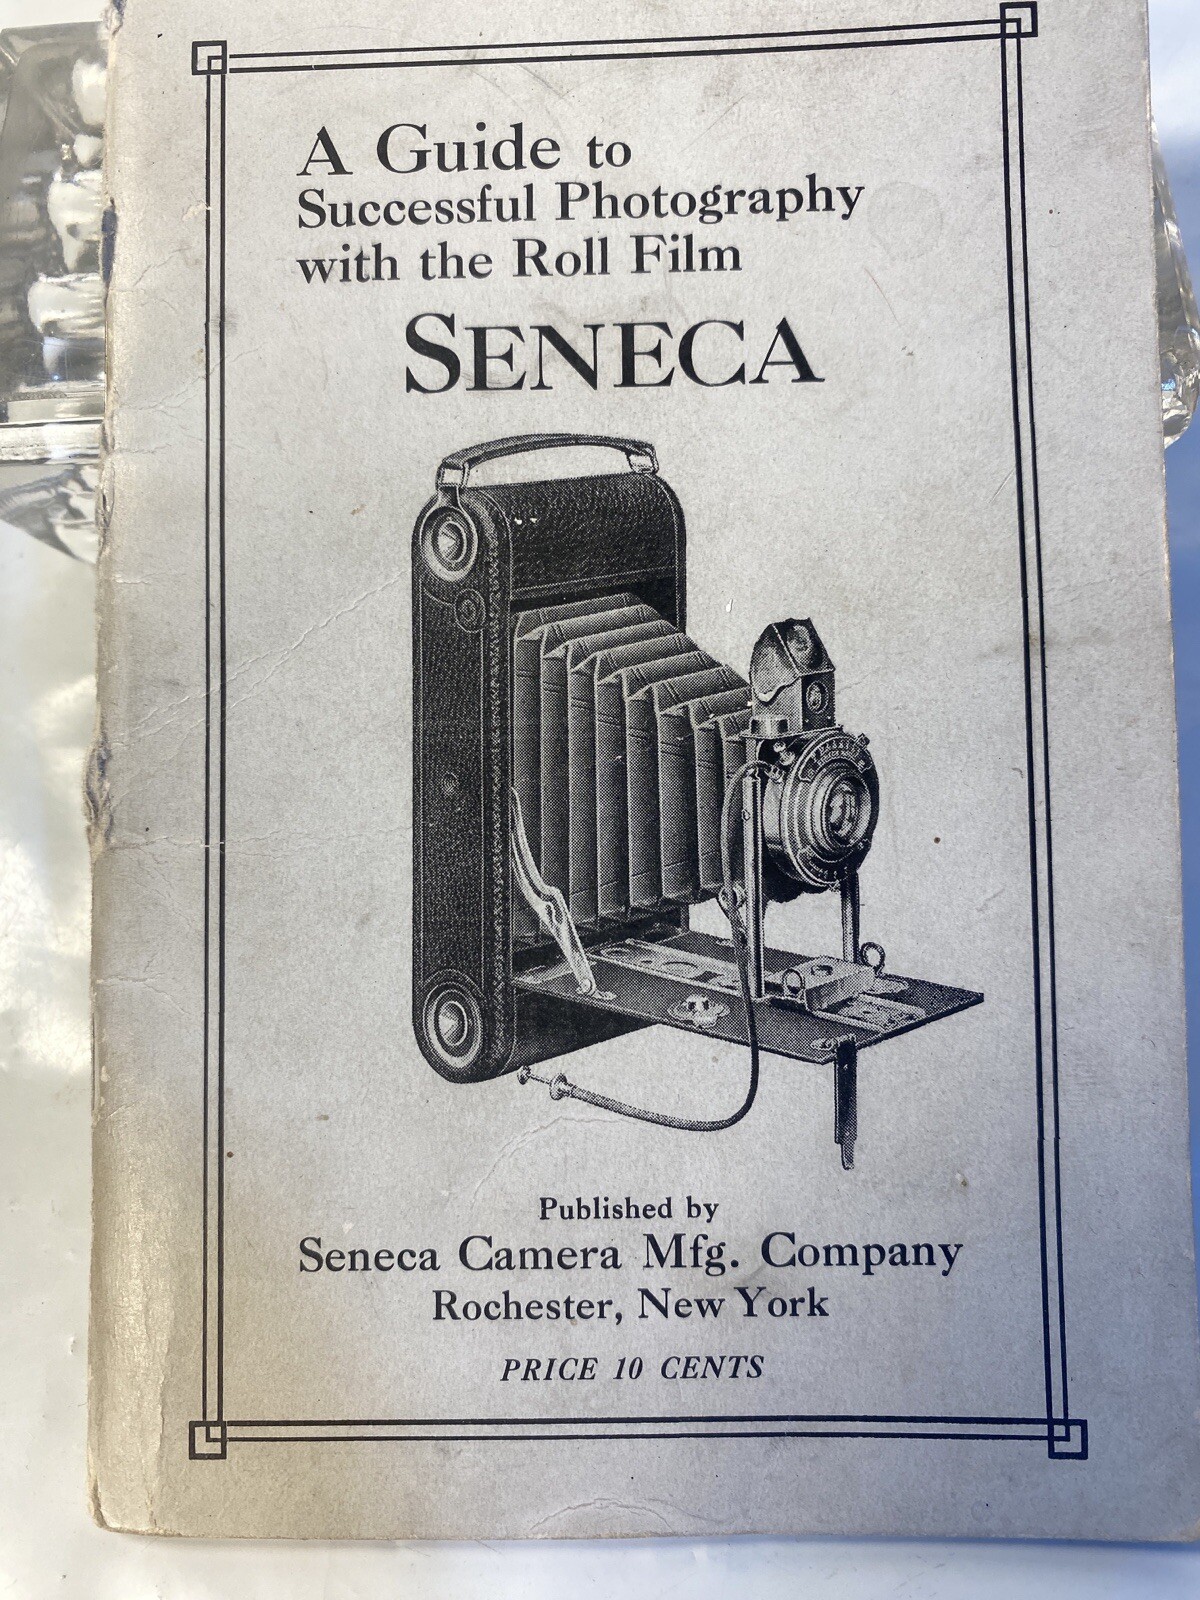 A Guide to
Successful Photography
with the Roll Film
SENECA
Published by
Seneca Camera Mfg. Company
Rochester, New York
PRICE 10 CENTS